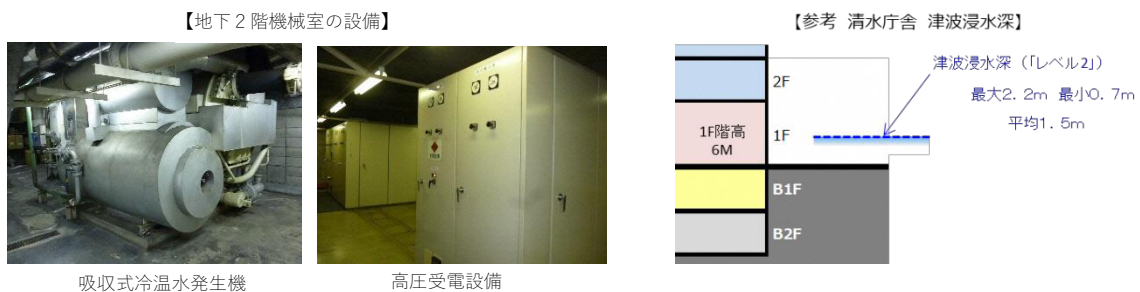 【地下２階機械室の設備】
吸収式冷温水発生機
高圧受電設備
【参考 清水庁舎 津波浸水深】
津波浸水深（「レベル2」）
最大2．2m 最小0．7m
平均1．5m
2F
1F階高
6M
1F
B1F
B2F